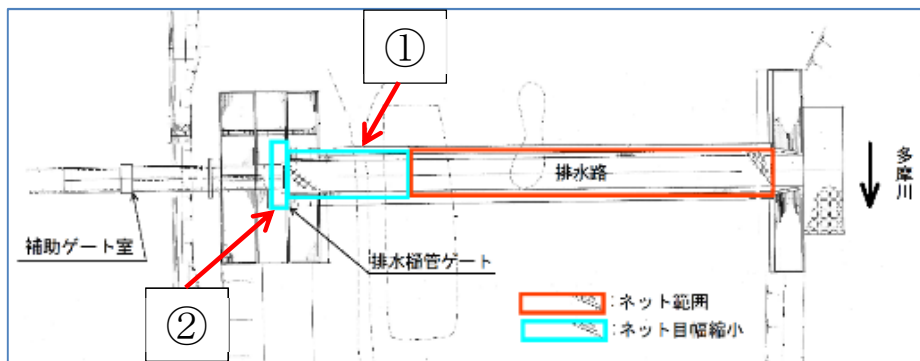 ①
排水路
多摩川
補助ゲート室
排水樋管ゲート
②
:ネット範囲
:ネット目幅縮小